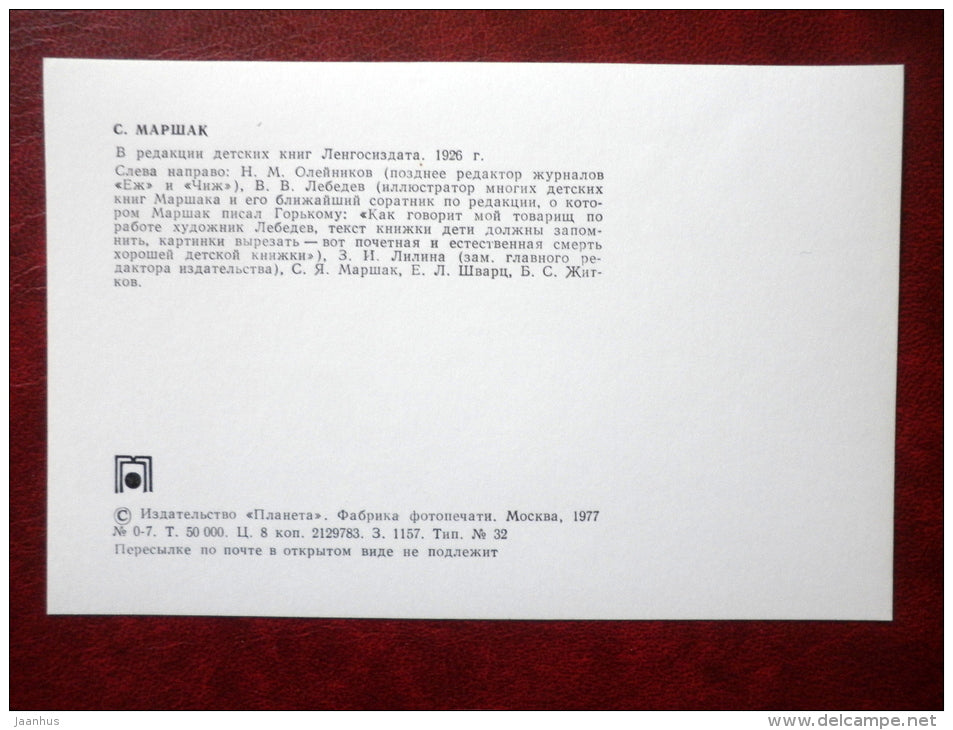 С. МАРШАК
В редакции детских книг Ленгосиздата. 1926 г.
Слева направо: Н. М. Олейников (позднее редактор журналов
«Еж» и «Чиж»), В. В. Лебедев (иллюстратор многих детских
книг Маршака и его ближайший соратник по редакции, о кото-
ром Маршак писал Горькому: «Как говорит мой товарищ по
работе художник Лебедев, текст книжки дети должны запом-
нить, картинки вырезать — вот почетная и естественная смерть
хорошей детской книжки»), З. И. Лилина (зам. главного ре-
дактора издательства), С. Я. Маршак, Е. Л. Шварц, Б. С. Жит-
ков.
© Издательство «Планета». Фабрика фотопечати. Москва, 1977
№ 0-7. Т. 50 000. Ц. 8 коп. 2129783. З. 1157. Тип. № 32
Пересылке по почте в открытом виде не подлежит
jaanhus
www.delcampe.net